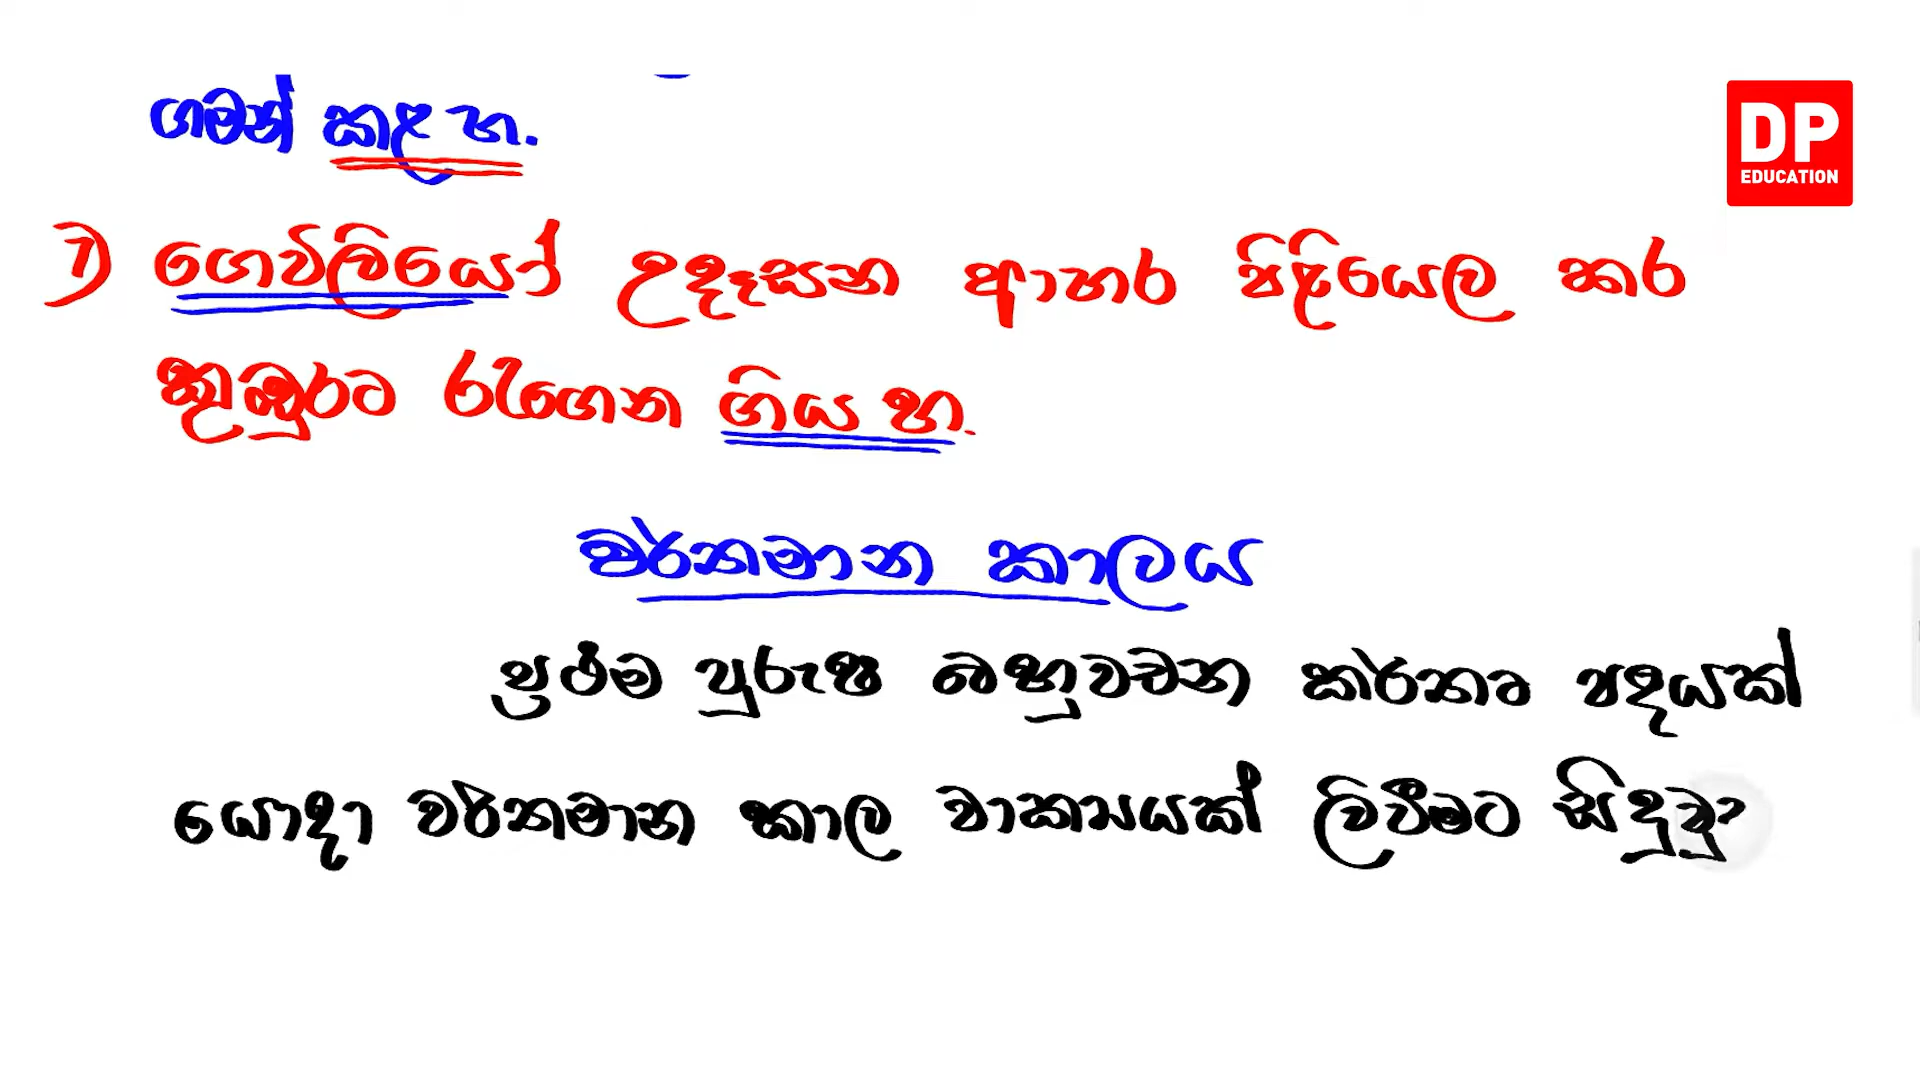 ගමන් කළහ.
DP
EDUCATION
7) ගෙවිලියෝ උදෑසන ආහාර පිළියෙල කර
කුඹුරට රැගෙන ගියහ.
වර්තමාන කාලය
ප්‍රථම පුරුෂ බහුවචන කර්තෘ පදයක්
යොදා වර්තමාන කාල වාක්‍යයක් ලිවීමට සිදුවූ